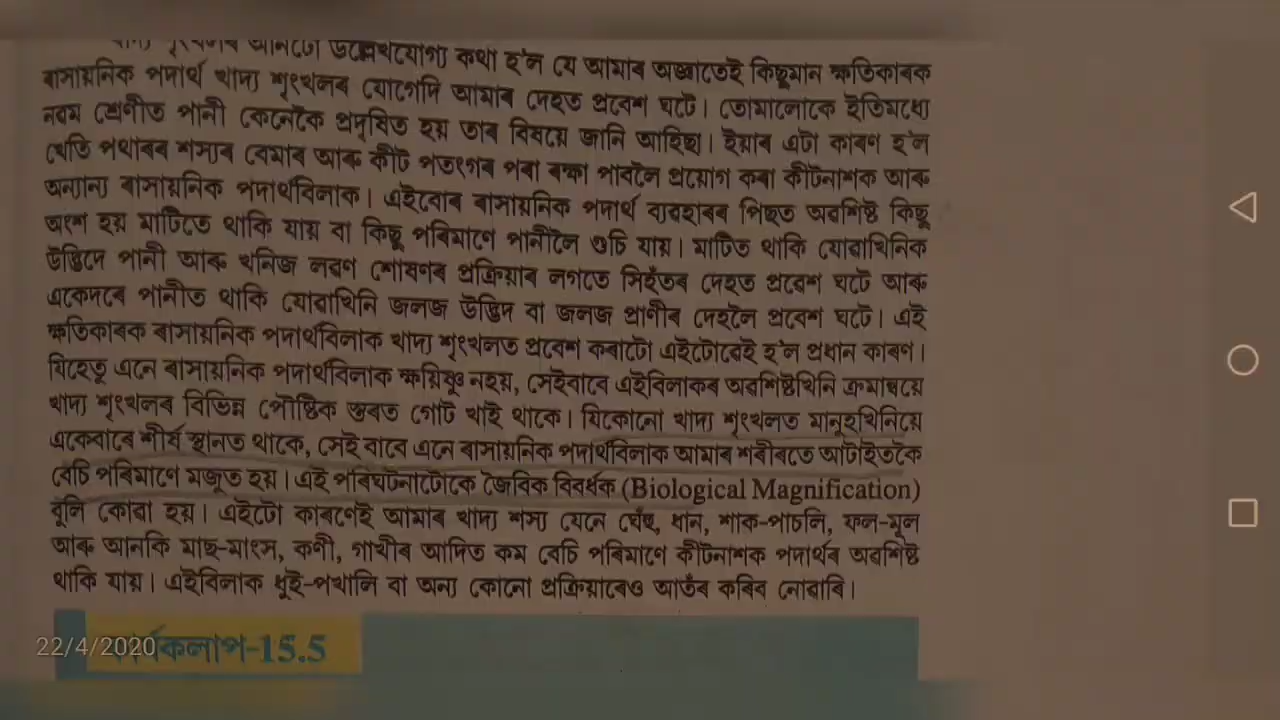 খাদ্য শৃংখলৰ আনটো উল্লেখযোগ্য কথা হ'ল যে আমাৰ অজ্ঞাতেই কিছুমান ক্ষতিকাৰক
ৰাসায়নিক পদাৰ্থ খাদ্য শৃংখলৰ যোগেদি আমাৰ দেহত প্ৰবেশ ঘটে। তোমালোকে ইতিমধ্যে
নৱম শ্ৰেণীত পানী কেনেকৈ প্ৰদূষিত হয় তাৰ বিষয়ে জানি আহিছা। ইয়াৰ এটা কাৰণ হ'ল
খেতি পথাৰৰ শস্যৰ বেমাৰ আৰু কীট পতংগৰ পৰা ৰক্ষা পাবলৈ প্ৰয়োগ কৰা কীটনাশক আৰু
অন্যান্য ৰাসায়নিক পদাৰ্থবিলাক। এইবোৰ ৰাসায়নিক পদাৰ্থ ব্যৱহাৰৰ পিছত অৱশিষ্ট কিছু
অংশ হয় মাটিতে থাকি যায় বা কিছু পৰিমাণে পানীলৈ গুচি যায়। মাটিত থাকি যোৱাখিনিক
উদ্ভিদে পানী আৰু খনিজ লৱণ শোষণৰ প্ৰক্ৰিয়াৰ লগতে সিহঁতৰ দেহত প্ৰৱেশ ঘটে আৰু
একেদৰে পানীত থাকি যোৱাখিনি জলজ উদ্ভিদ বা জলজ প্ৰাণীৰ দেহলৈ প্ৰবেশ ঘটে। এই
ক্ষতিকাৰক ৰাসায়নিক পদাৰ্থবিলাক খাদ্য শৃংখলত প্ৰবেশ কৰাটো এইটোৱেই হ'ল প্ৰধান কাৰণ।
যিহেতু এনে ৰাসায়নিক পদাৰ্থবিলাক ক্ষয়িষ্ণু নহয়, সেইবাবে এইবিলাকৰ অৱশিষ্টখিনি ক্ৰমান্বয়ে
খাদ্য শৃংখলৰ বিভিন্ন পৌষ্টিক স্তৰত গোট খাই থাকে। যিকোনো খাদ্য শৃংখলত মানুহখিনিয়ে
একেবাৰে শীৰ্ষ স্থানত থাকে, সেই বাবে এনে ৰাসায়নিক পদাৰ্থবিলাক আমাৰ শৰীৰতে আটাইতকৈ
বেচি পৰিমাণে মজুত হয়। এই পৰিঘটনাটোকে জৈৱিক বিবৰ্ধক (Biological Magnification)
বুলি কোৱা হয়। এইটো কাৰণেই আমাৰ খাদ্য শস্য যেনে ঘেঁহু, ধান, শাক-পাচলি, ফল-মূল
আৰু আনকি মাছ-মাংস, কণী, গাখীৰ আদিত কম বেচি পৰিমাণে কীটনাশক পদাৰ্থৰ অৱশিষ্ট
থাকি যায়। এইবিলাক ধুই-পখালি বা অন্য কোনো প্ৰক্ৰিয়াৰেও আতঁৰ কৰিব নোৱাৰি।
কাৰ্যকলাপ-15.5
22/4/2020